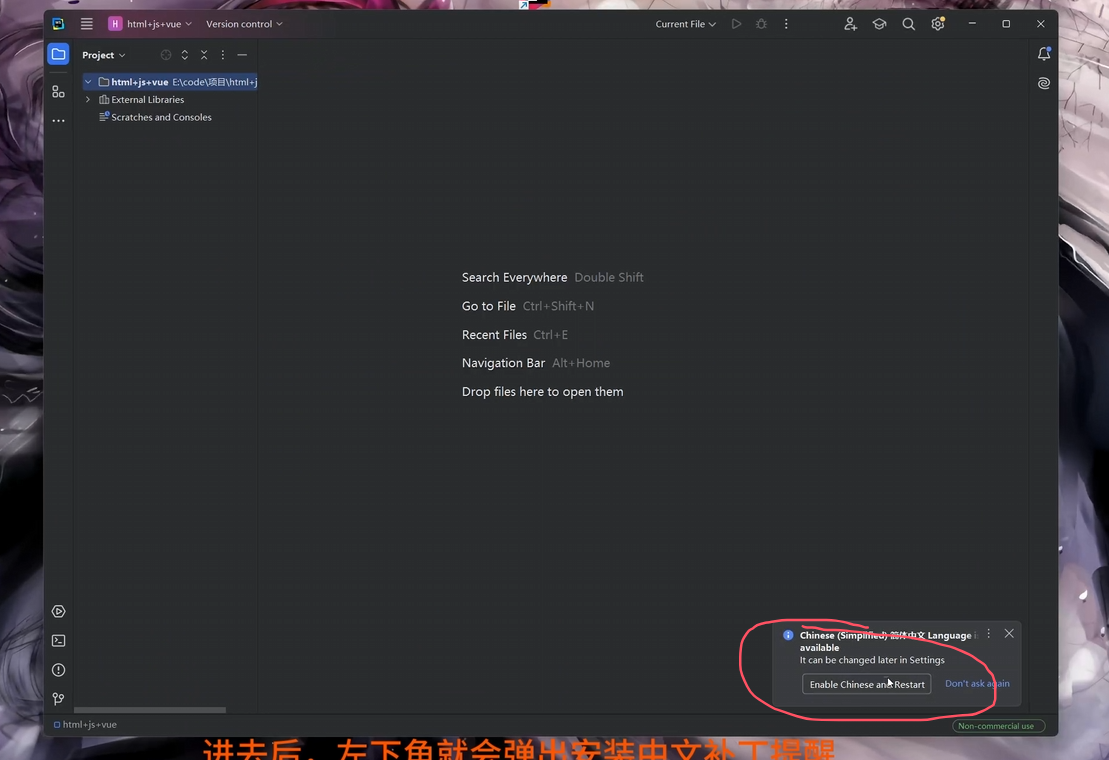 H html+js+vue Version control Current File
Project
html+js+vue E:\code\项目\html+j
External Libraries
Scratches and Consoles
Search Everywhere Double Shift
Go to File Ctrl+Shift+N
Recent Files Ctrl+E
Navigation Bar Alt+Home
Drop files here to open them
Chinese (Simplified) 简体中文 Language
available
It can be changed later in Settings
Enable Chinese and Restart Don't ask again
html+js+vue Non-commercial use
进去后，左下角就会弹出安装中文补丁提醒